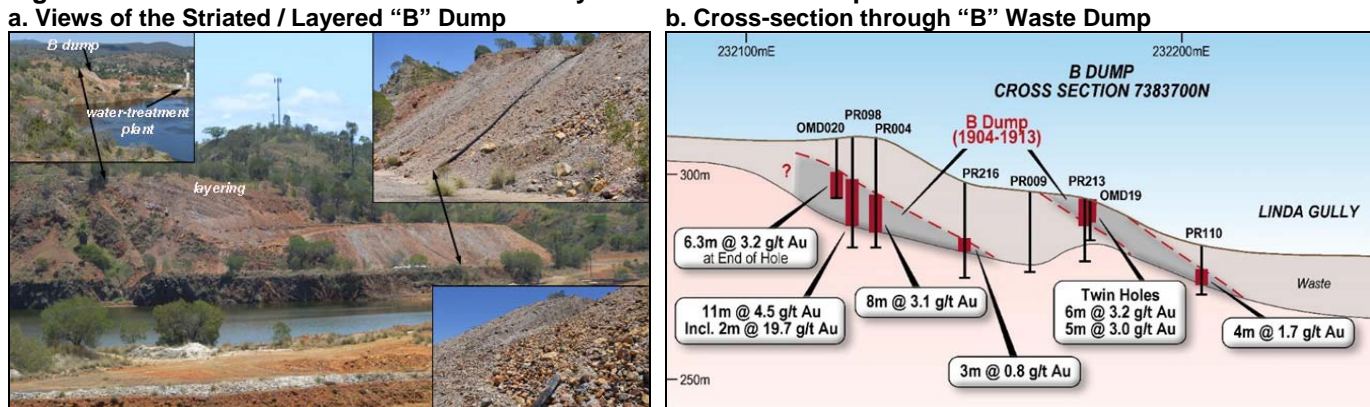 a. Views of the Striated / Layered “B” Dump
B dump
water-treatment
plant
layering
b. Cross-section through “B” Waste Dump
232100mE
232200mE
B DUMP
CROSS SECTION 7383700N
B Dump
(1904-1913)
OMD020
PR098
PR004
PR216
PR009
PR213
OMD19
PR110
?
300m
LINDA GULLY
Waste
6.3m @ 3.2 g/t Au
at End of Hole
11m @ 4.5 g/t Au
Incl. 2m @ 19.7 g/t Au
8m @ 3.1 g/t Au
3m @ 0.8 g/t Au
Twin Holes
6m @ 3.2 g/t Au
5m @ 3.0 g/t Au
4m @ 1.7 g/t Au
250m